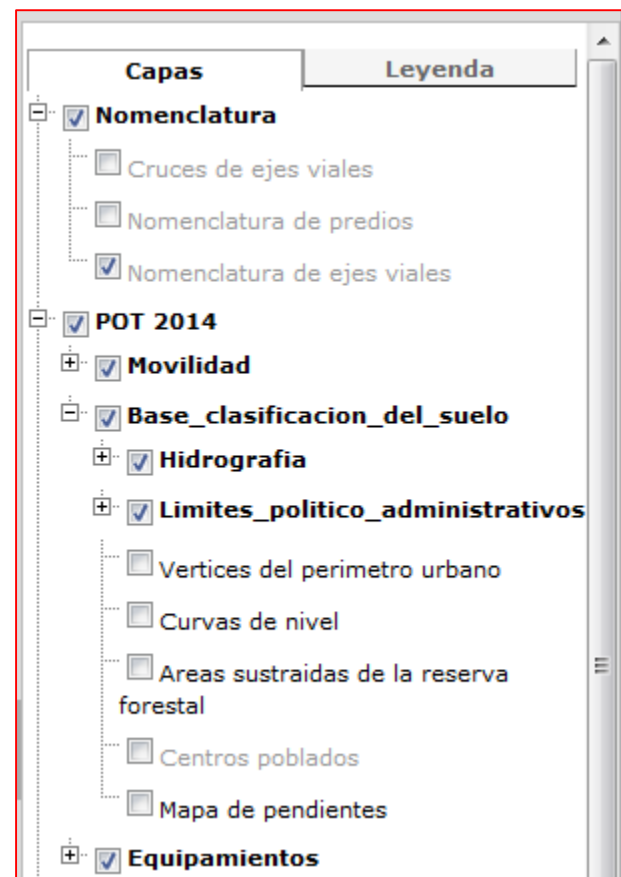 Capas Leyenda
Nomenclatura
Cruces de ejes viales
Nomenclatura de predios
Nomenclatura de ejes viales
POT 2014
Movilidad
Base_clasificacion_del_suelo
Hidrografia
Limites_politico_administrativos
Vertices del perimetro urbano
Curvas de nivel
Areas sustraidas de la reserva
forestal
Centros poblados
Mapa de pendientes
Equipamientos